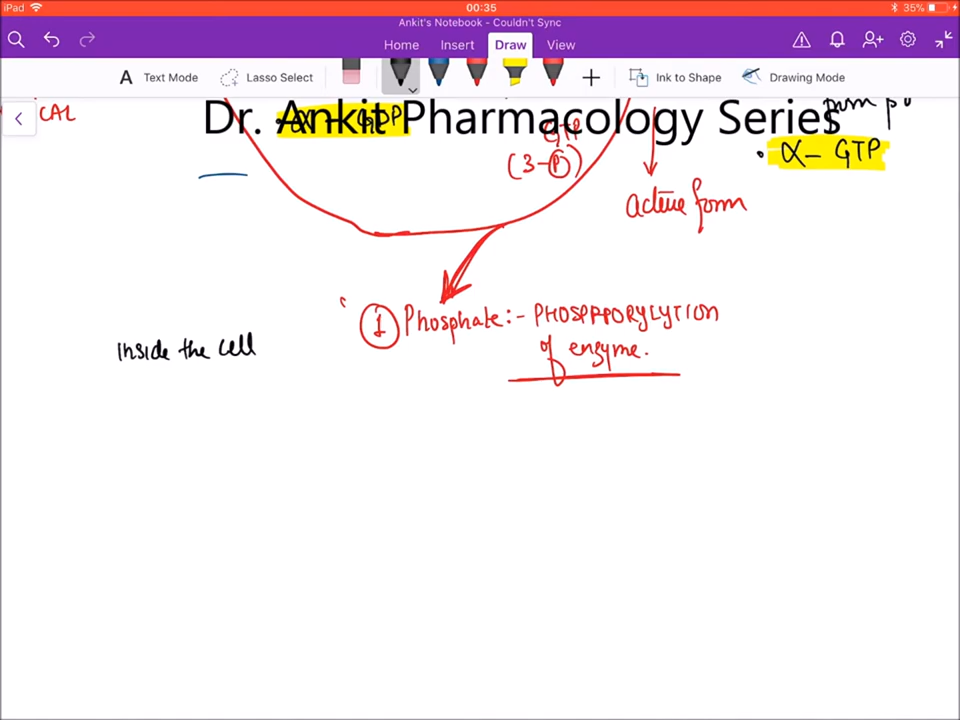 iPad 00:35 35%
Ankit's Notebook - Couldn't Sync
Home Insert Draw View
Text Mode Lasso Select Ink to Shape Drawing Mode
CAL
Dr. Ankit Pharmacology Series
α - GDP
GTP
(3-P)
• α - GTP
active form
1 Phosphate:- PHOSPPORYLYTION
of enzyme.
Inside the cell